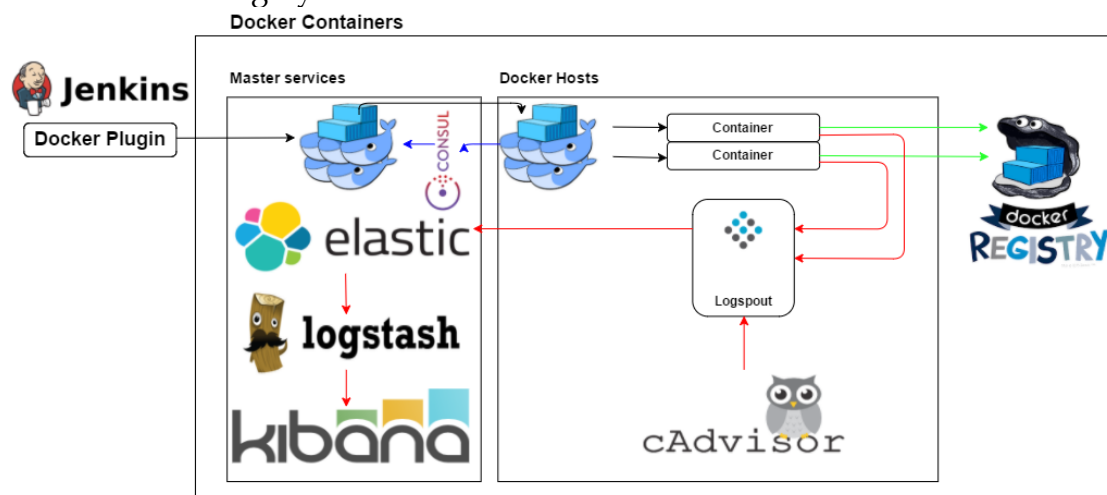 Docker Containers
Master services
Docker Hosts
Jenkins
Docker Plugin
CONSUL
Container
Container
docker
REGISTRY
elastic
Logspout
logstash
kibana
cAdvisor